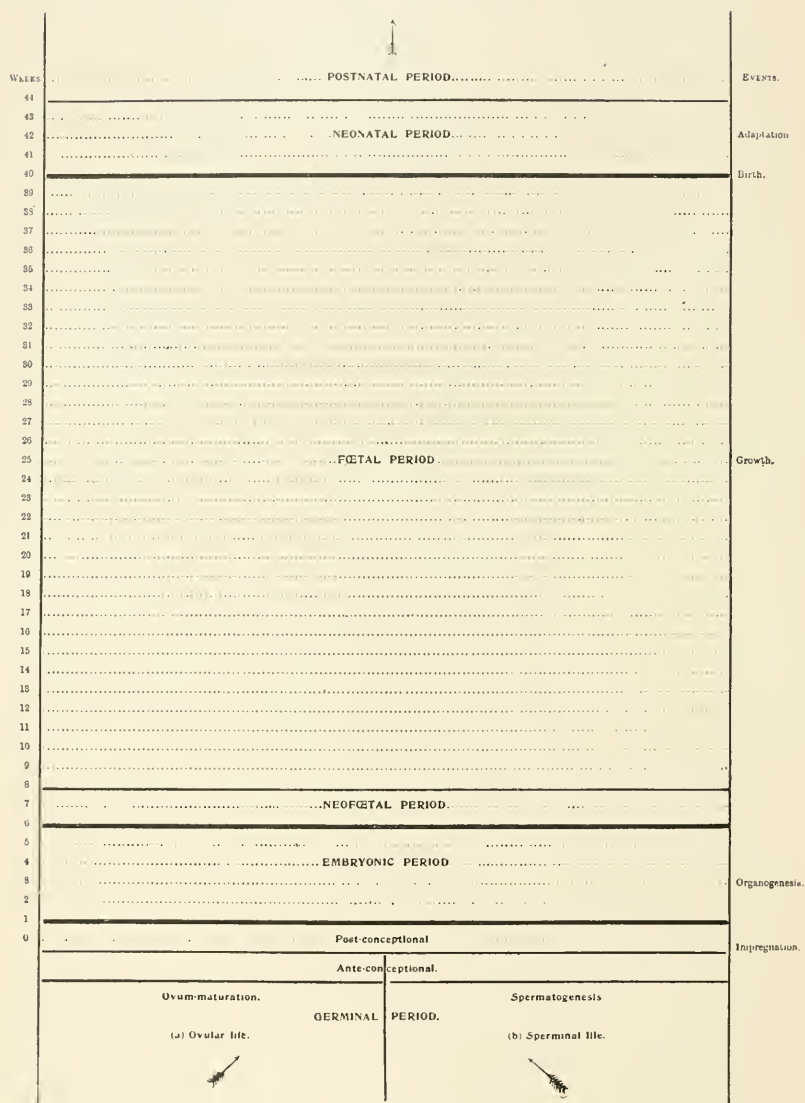 WEEKS
POSTNATAL PERIOD
EVENTS.
44
43
42 NEONATAL PERIOD Adaptation
41
40 Birth.
39
38
37
36
35
34
33
32
31
30
29
28
27
26
25 FŒTAL PERIOD Growth.
24
23
22
21
20
19
18
17
16
15
14
13
12
11
10
9
8
7 NEOFŒTAL PERIOD.
6
5
4 EMBRYONIC PERIOD
3 Organogenesis.
2
1
0 Post-conceptional
Impregnation.
Ante-conceptional.
Ovum-maturation. Spermatogenesis
GERMINAL PERIOD.
(a) Ovular life. (b) Sperminal life.